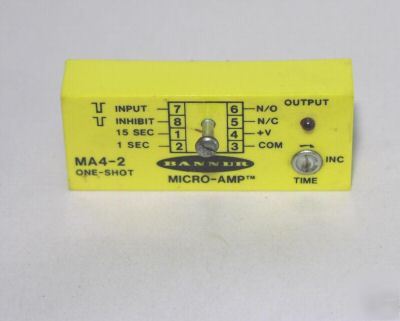 INPUT 7 6 N/O OUTPUT
INHIBIT 8 5 N/C
15 SEC 1 4 +V
1 SEC 2 3 COM
MA4-2 BANNER INC
ONE-SHOT MICRO-AMP™ TIME